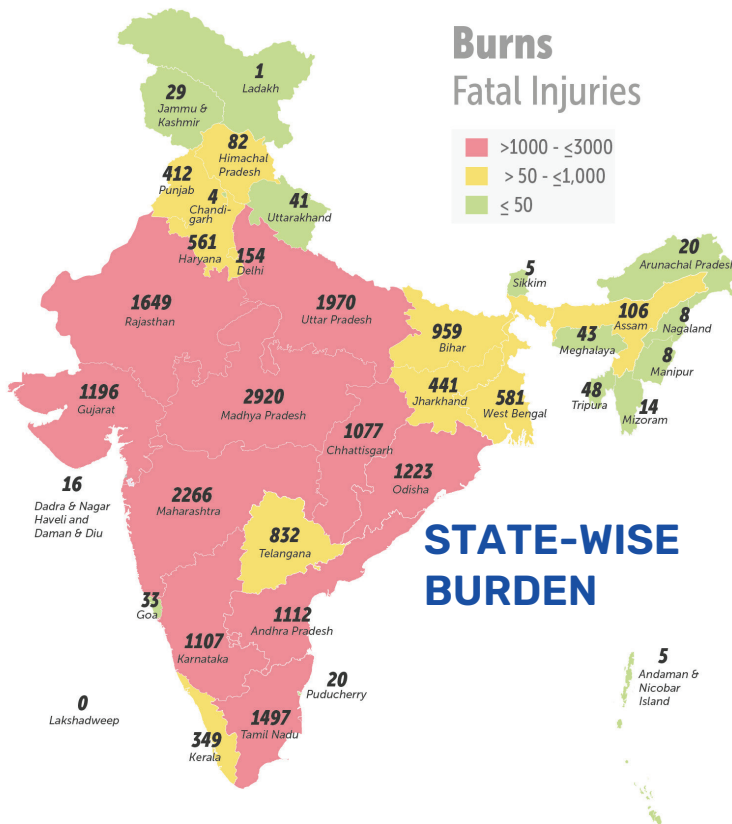 Burns
Fatal Injuries
>1000 - ≤3000
> 50 - ≤1,000
≤ 50
1
Ladakh
29
Jammu &
Kashmir
82
Himachal
Pradesh
412
Punjab
4
Chandi-
garh
41
Uttarakhand
561
Haryana
154
Delhi
20
Arunachal Pradesh
5
Sikkim
1649
Rajasthan
1970
Uttar Pradesh
106
Assam
8
Nagaland
959
Bihar
43
Meghalaya
8
Manipur
1196
Gujarat
2920
Madhya Pradesh
441
Jharkhand
581
West Bengal
48
Tripura
14
Mizoram
1077
Chhattisgarh
1223
Odisha
16
Dadra & Nagar
Haveli and
Daman & Diu
2266
Maharashtra
832
Telangana
STATE-WISE
BURDEN
33
Goa
1112
Andhra Pradesh
1107
Karnataka
20
Puducherry
5
Andaman &
Nicobar
Island
0
Lakshadweep
1497
Tamil Nadu
349
Kerala